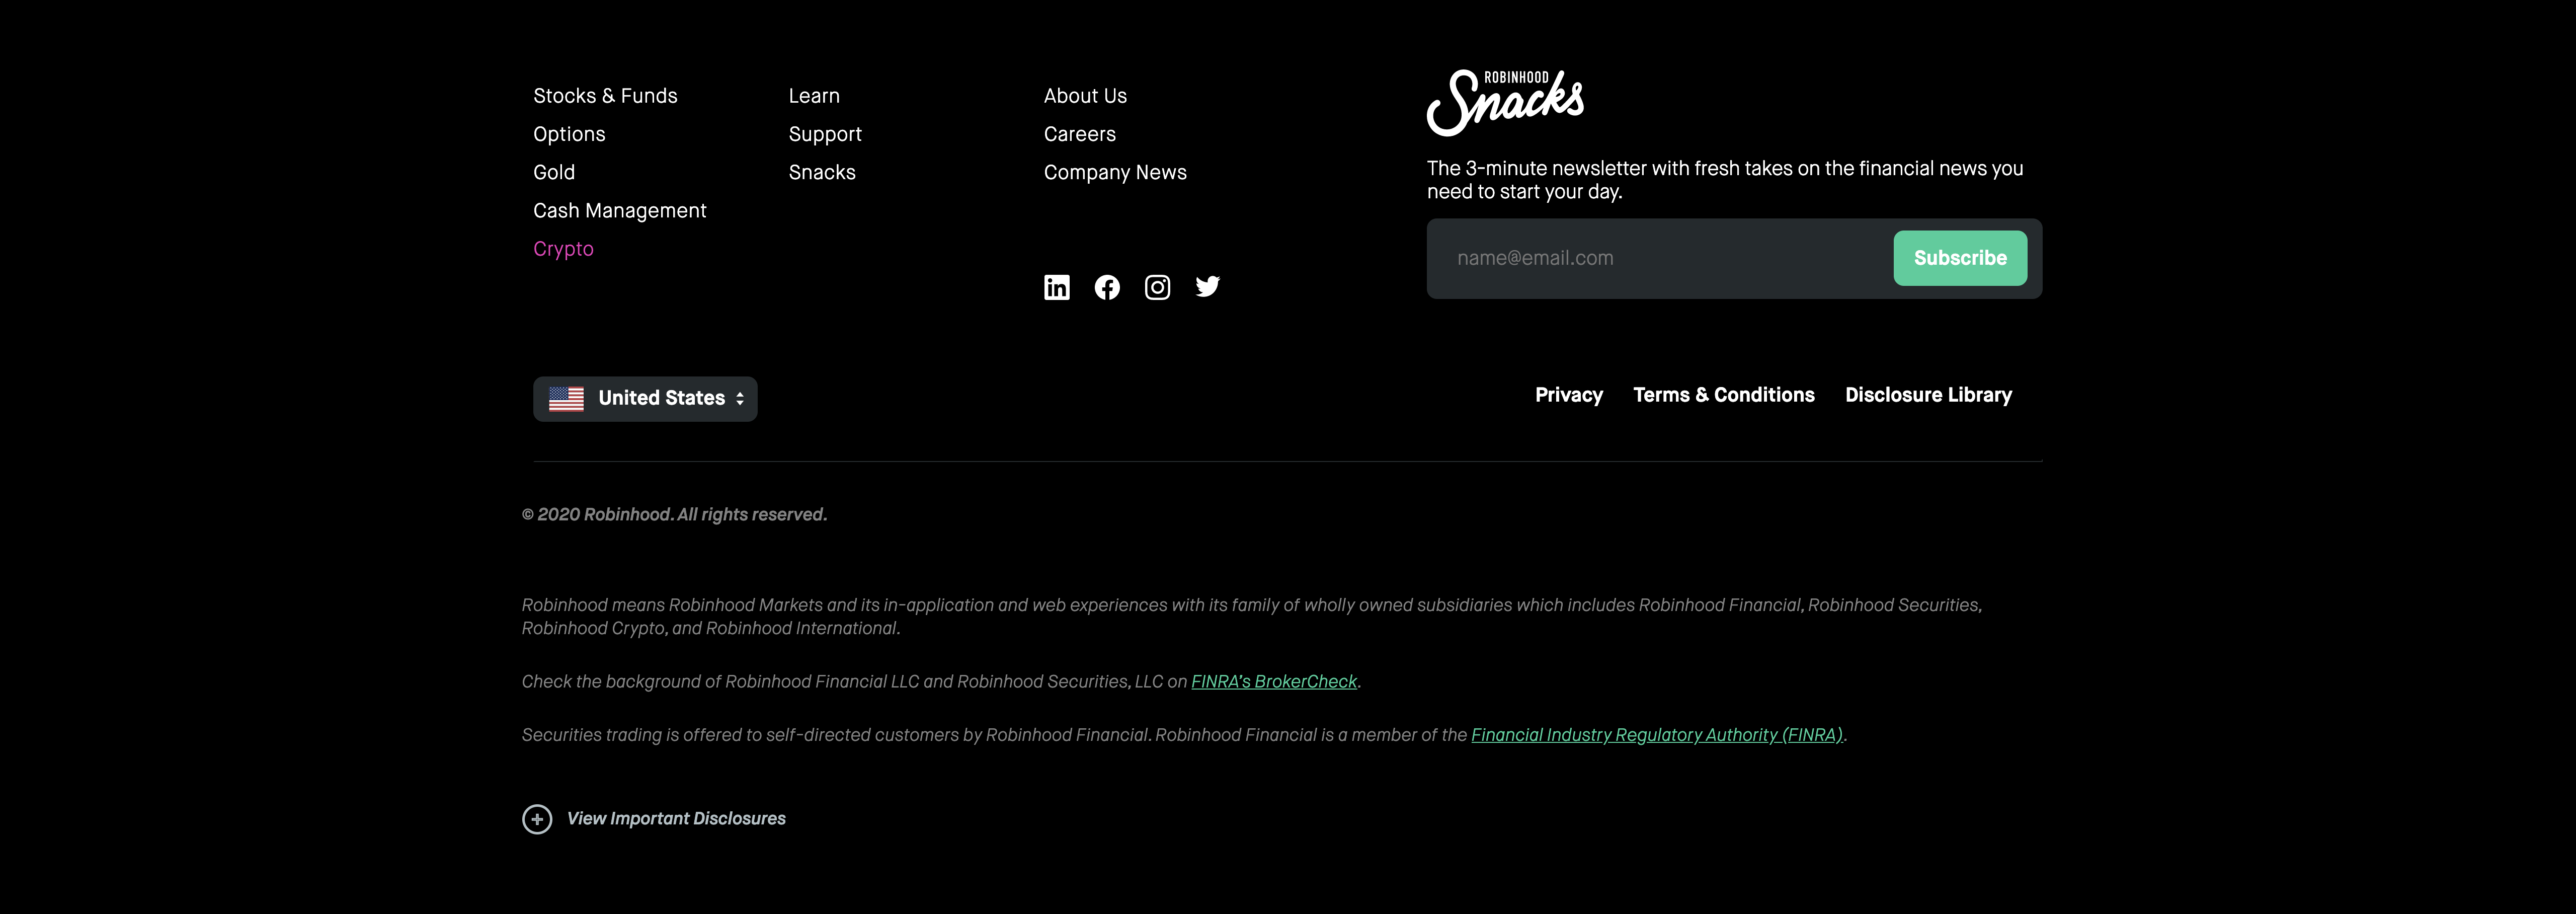 Stocks & Funds
Options
Gold
Cash Management
Crypto
Learn
Support
Snacks
About Us
Careers
Company News
ROBINHOOD
Snacks
The 3-minute newsletter with fresh takes on the financial news you
need to start your day.
name@email.com
Subscribe
United States
Privacy
Terms & Conditions
Disclosure Library
© 2020 Robinhood. All rights reserved.
Robinhood means Robinhood Markets and its in-application and web experiences with its family of wholly owned subsidiaries which includes Robinhood Financial, Robinhood Securities,
Robinhood Crypto, and Robinhood International.
Check the background of Robinhood Financial LLC and Robinhood Securities, LLC on FINRA’s BrokerCheck.
Securities trading is offered to self-directed customers by Robinhood Financial. Robinhood Financial is a member of the Financial Industry Regulatory Authority (FINRA).
View Important Disclosures